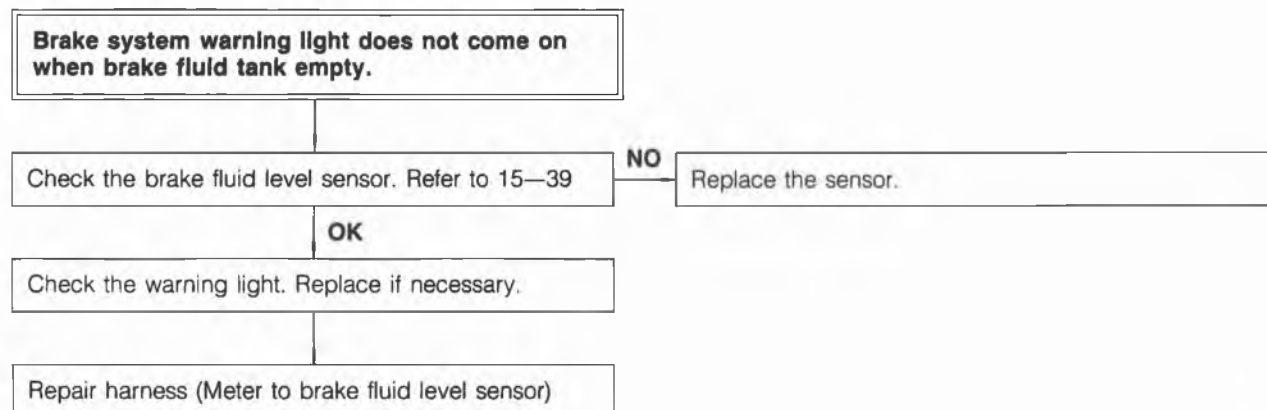 Brake system warning light does not come on
when brake fluid tank empty.
Check the brake fluid level sensor. Refer to 15—39
NO
Replace the sensor.
OK
Check the warning light. Replace if necessary.
Repair harness (Meter to brake fluid level sensor)